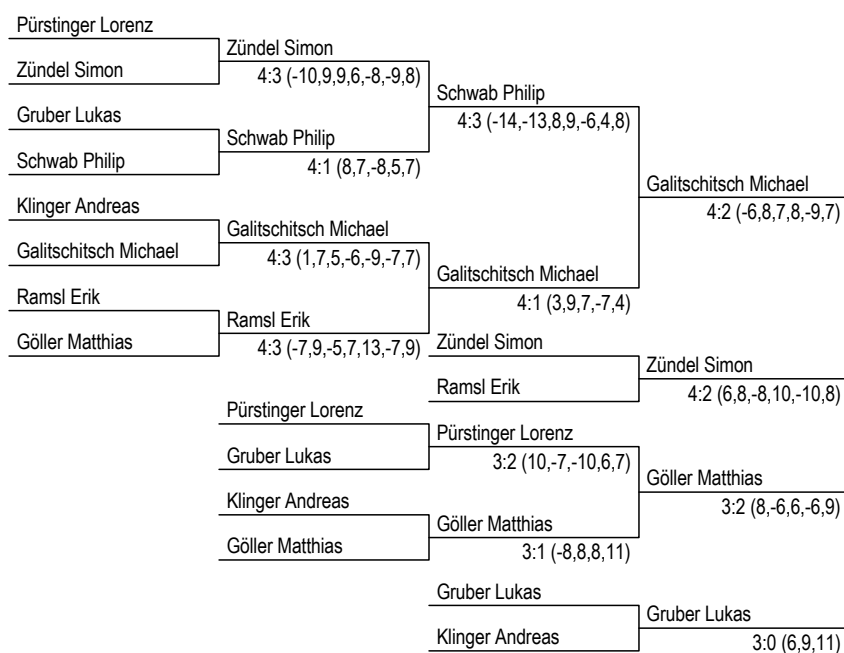 Pürstinger Lorenz
Zündel Simon
Zündel Simon
4:3 (-10,9,9,6,-8,-9,8)
Schwab Philip
Gruber Lukas
4:3 (-14,-13,8,9,-6,4,8)
Schwab Philip
Schwab Philip
4:1 (8,7,-8,5,7)
Galitschitsch Michael
Klinger Andreas
4:2 (-6,8,7,8,-9,7)
Galitschitsch Michael
Galitschitsch Michael
4:3 (1,7,5,-6,-9,-7,7)
Galitschitsch Michael
Ramsl Erik
4:1 (3,9,7,-7,4)
Ramsl Erik
Göller Matthias
4:3 (-7,9,-5,7,13,-7,9)
Zündel Simon
Zündel Simon
Ramsl Erik
4:2 (6,8,-8,10,-10,8)
Pürstinger Lorenz
Pürstinger Lorenz
Gruber Lukas
3:2 (10,-7,-10,6,7)
Göller Matthias
Klinger Andreas
3:2 (8,-6,6,-6,9)
Göller Matthias
Göller Matthias
3:1 (-8,8,8,11)
Gruber Lukas
Gruber Lukas
Klinger Andreas
3:0 (6,9,11)